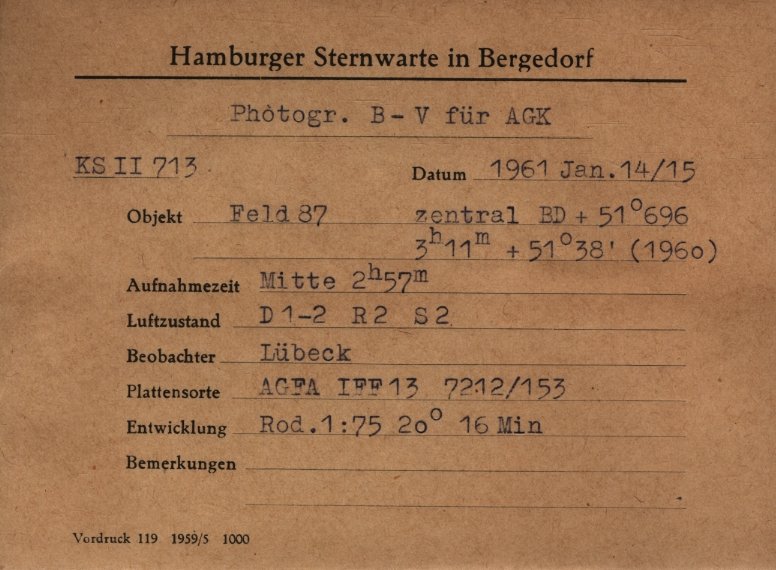 Hamburger Sternwarte in Bergedorf
Photogr. B-V für AGK
KS II 713 Datum 1961 Jan.14/15
Objekt Feld 87 zentral BD + 51°696
3h11m + 51°38' (1960)
Aufnahmezeit Mitte 2h57m
Luftzustand D 1-2 R 2 S 2
Beobachter Lübeck
Plattensorte AGFA IFF 13 7212/153
Entwicklung Rod.1:75 20° 16 Min
Bemerkungen
Vordruck 119 1959/5 1000